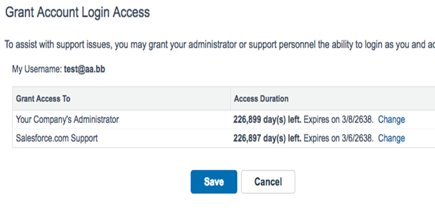 Grant Account Login Access
To assist with support issues, you may grant your administrator or support personnel the ability to login as you and
My Username: test@aa.bb
Grant Access To Access Duration
Your Company's Administrator 226,899 day(s) left. Expires on 3/8/2638. Change
Salesforce.com Support 226,897 day(s) left. Expires on 3/6/2638. Change
Save Cancel